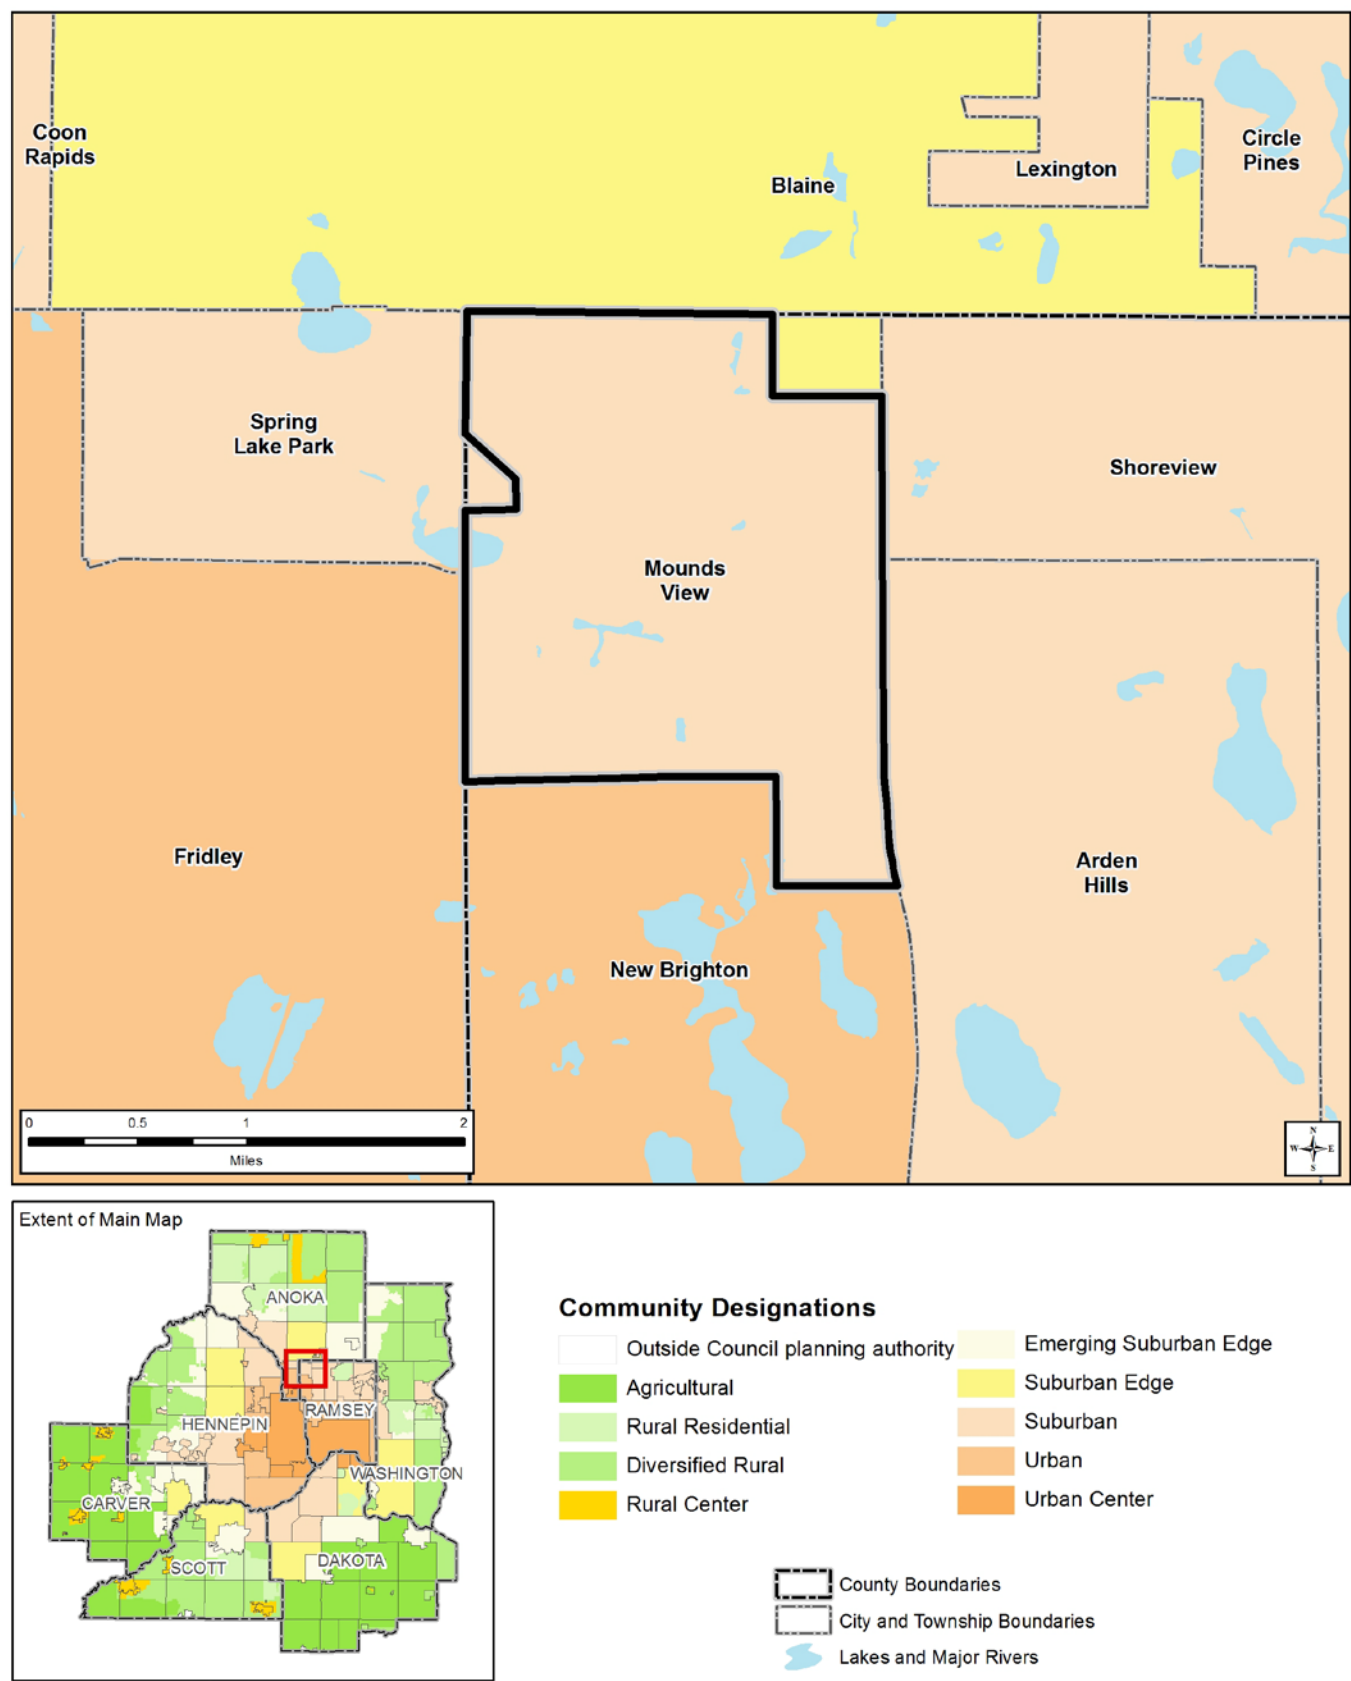 Coon
Rapids
Circle
Pines
Lexington
Blaine
Spring
Lake Park
Shoreview
Mounds
View
Fridley
Arden
Hills
New Brighton
0 0.5 1 2
Miles
N
W E
S
Extent of Main Map
ANOKA
HENNEPIN
RAMSEY
WASHINGTON
CARVER
SCOTT
DAKOTA
Community Designations
Outside Council planning authority
Agricultural
Rural Residential
Diversified Rural
Rural Center
Emerging Suburban Edge
Suburban Edge
Suburban
Urban
Urban Center
County Boundaries
City and Township Boundaries
Lakes and Major Rivers